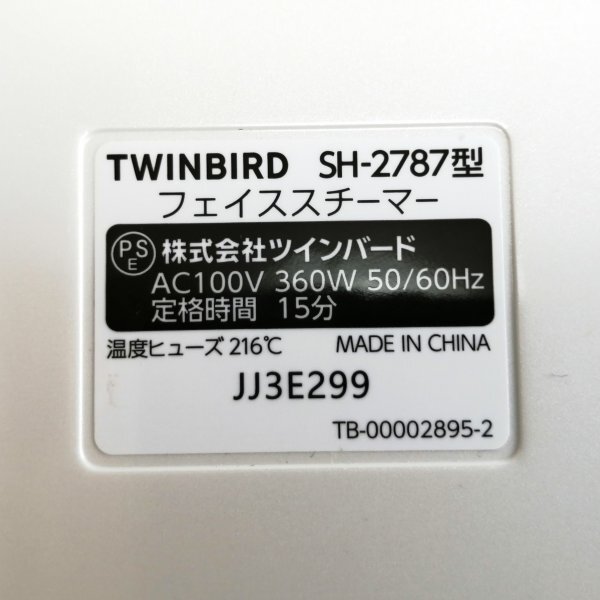 TWINBIRD SH-2787型
フェイススチーマー
PSE 株式会社ツインバード
AC100V 360W 50/60Hz
定格時間 15分
温度ヒューズ 216℃ MADE IN CHINA
JJ3E299
TB-00002895-2